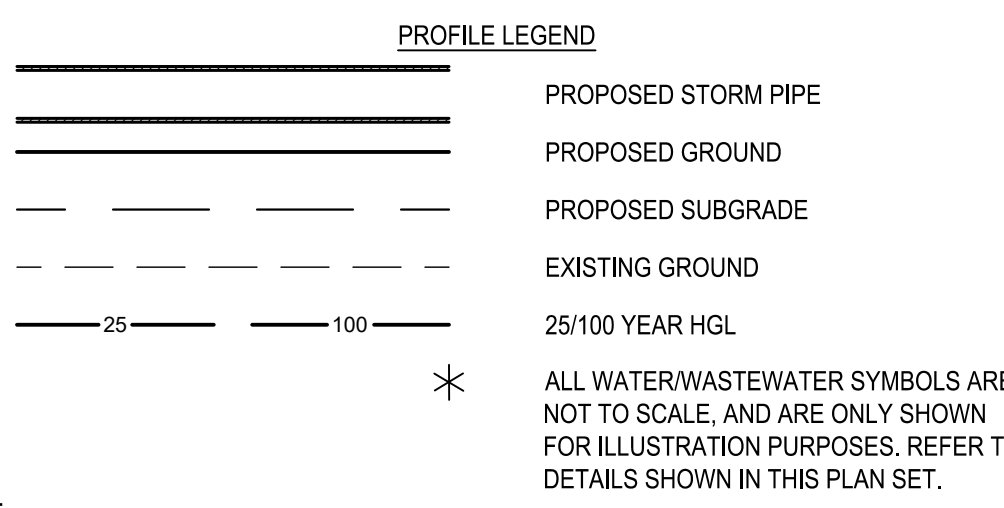 PROFILE LEGEND
PROPOSED STORM PIPE
PROPOSED GROUND
PROPOSED SUBGRADE
EXISTING GROUND
25 100 25/100 YEAR HGL
ALL WATER/WASTEWATER SYMBOLS ARE
NOT TO SCALE, AND ARE ONLY SHOWN
FOR ILLUSTRATION PURPOSES. REFER T
DETAILS SHOWN IN THIS PLAN SET.